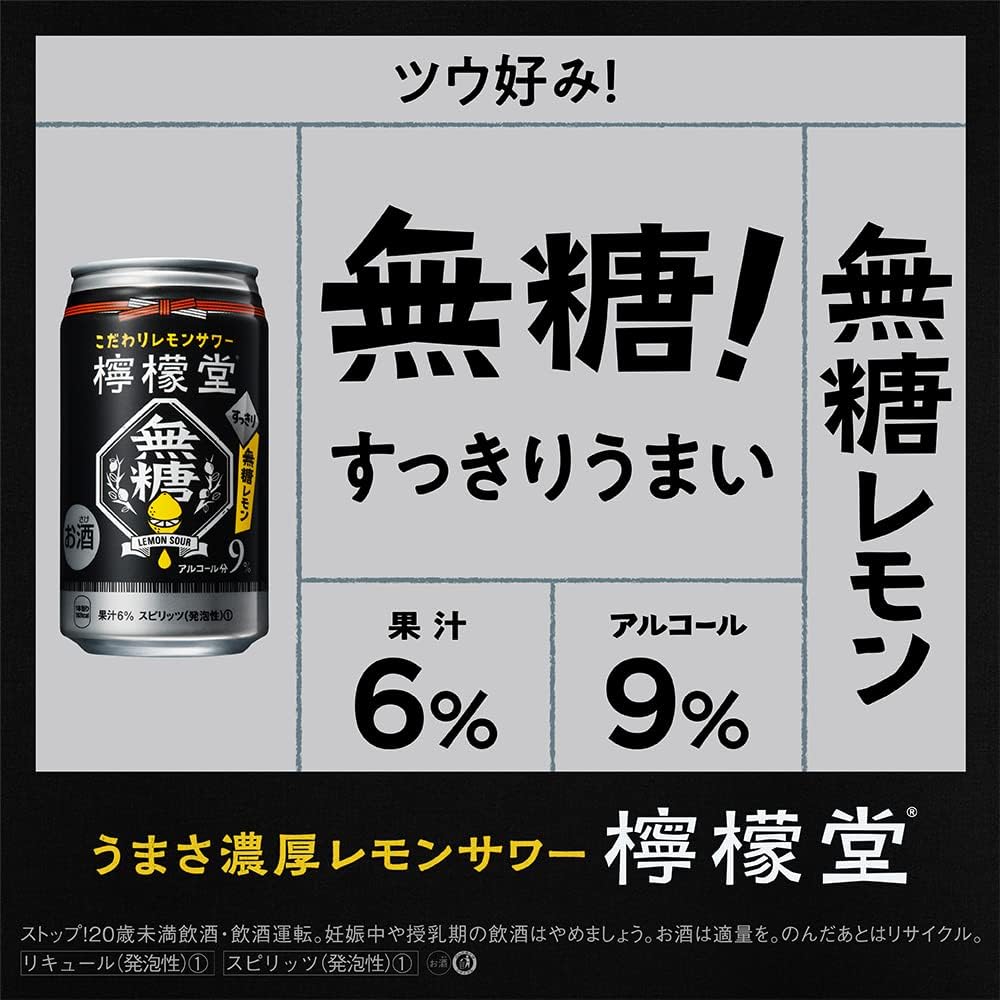 ツウ好み!
無糖!
すっきりうまい
無糖レモン
果汁
6%
アルコール
9%
こだわりレモンサワー
檸檬堂
すっきり
無糖レモン
無糖
さけ
お酒
LEMON SOUR
アルコール分9%
果汁6% スピリッツ(発泡性)①
うまさ濃厚レモンサワー 檸檬堂®
ストップ!20歳未満飲酒・飲酒運転。妊娠中や授乳期の飲酒はやめましょう。お酒は適量を。のんだあとはリサイクル。
リキュール(発泡性)① スピリッツ(発泡性)① お酒